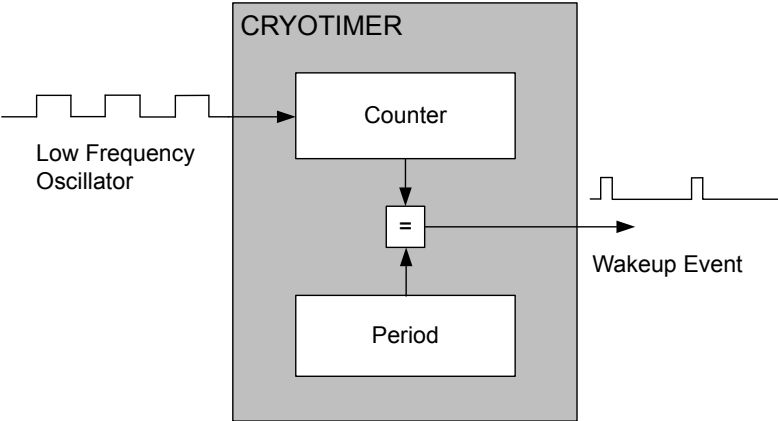 CRYOTIMER
Counter
Low Frequency
Oscillator
=
Wakeup Event
Period